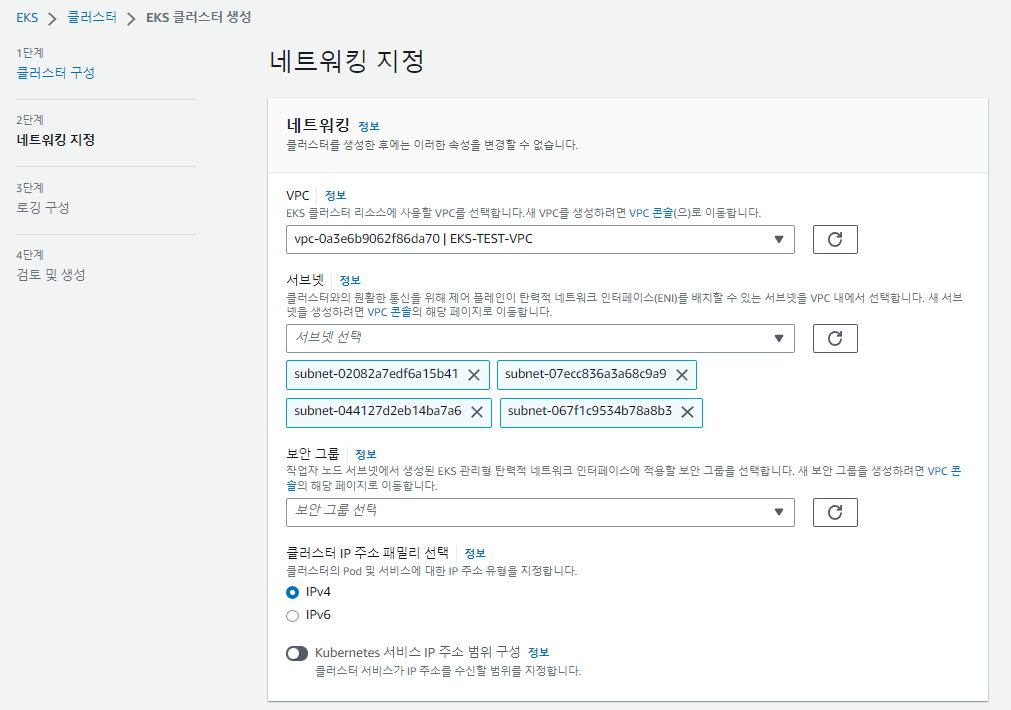 EKS > 클러스터 > EKS 클러스터 생성
1단계
클러스터 구성
2단계
네트워킹 지정
3단계
로깅 구성
4단계
검토 및 생성
네트워킹 지정
네트워킹 정보
클러스터를 생성한 후에는 이러한 속성을 변경할 수 없습니다.
VPC 정보
EKS 클러스터 리소스에 사용할 VPC를 선택합니다.새 VPC를 생성하려면 VPC 콘솔(으)로 이동합니다.
vpc-0a3e6b9062f86da70 | EKS-TEST-VPC
서브넷 정보
클러스터와의 원활한 통신을 위해 제어 플레인이 탄력적 네트워크 인터페이스(ENI)를 배치할 수 있는 서브넷을 VPC 내에서 선택합니다. 새 서브
넷을 생성하려면 VPC 콘솔의 해당 페이지로 이동합니다.
서브넷 선택
subnet-02082a7edf6a15b41 subnet-07ecc836a3a68c9a9
subnet-044127d2eb14ba7a6 subnet-067f1c9534b78a8b3
보안 그룹 정보
작업자 노드 서브넷에서 생성된 EKS 관리형 탄력적 네트워크 인터페이스에 적용할 보안 그룹을 선택합니다. 새 보안 그룹을 생성하려면 VPC 콘
솔의 해당 페이지로 이동합니다.
보안 그룹 선택
클러스터 IP 주소 패밀리 선택 정보
클러스터의 Pod 및 서비스에 대한 IP 주소 유형을 지정합니다.
IPv4
IPv6
Kubernetes 서비스 IP 주소 범위 구성 정보
클러스터 서비스가 IP 주소를 수신할 범위를 지정합니다.